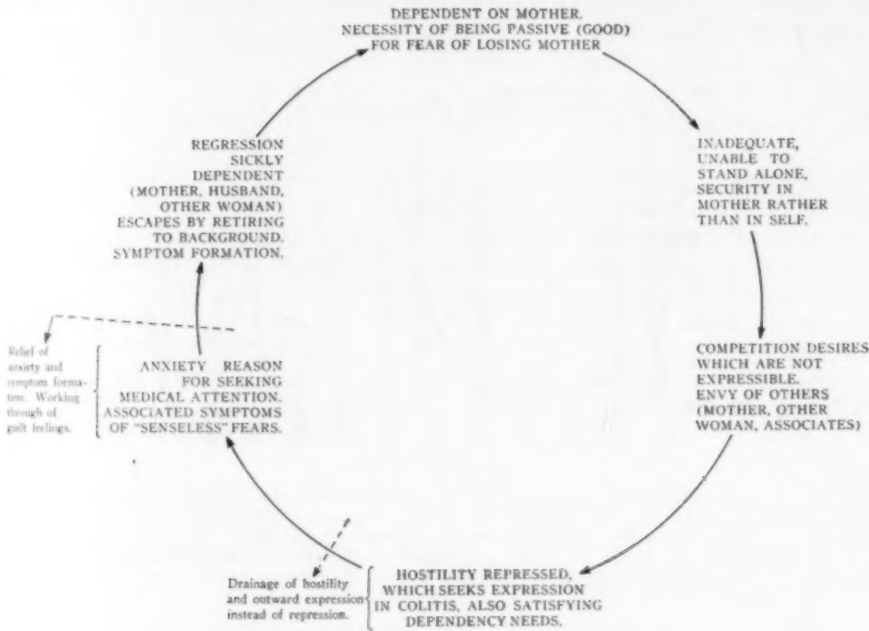 DEPENDENT ON MOTHER.
NECESSITY OF BEING PASSIVE (GOOD)
FOR FEAR OF LOSING MOTHER
INADEQUATE,
UNABLE TO
STAND ALONE,
SECURITY IN
MOTHER RATHER
THAN IN SELF.
COMPETITION DESIRES
WHICH ARE NOT
EXPRESSIBLE.
ENVY OF OTHERS
(MOTHER, OTHER
WOMAN, ASSOCIATES)
HOSTILITY REPRESSED,
WHICH SEEKS EXPRESSION
IN COLITIS, ALSO SATISFYING
DEPENDENCY NEEDS.
Drainage of hostility
and outward expression
instead of repression.
ANXIETY REASON
FOR SEEKING
MEDICAL ATTENTION.
ASSOCIATED SYMPTOMS
OF "SENSELESS" FEARS.
Relief of
anxiety and
symptom forma-
tion. Working
through of
guilt feelings.
REGRESSION
SICKLY
DEPENDENT
(MOTHER, HUSBAND,
OTHER WOMAN)
ESCAPES BY RETIRING
TO BACKGROUND.
SYMPTOM FORMATION.